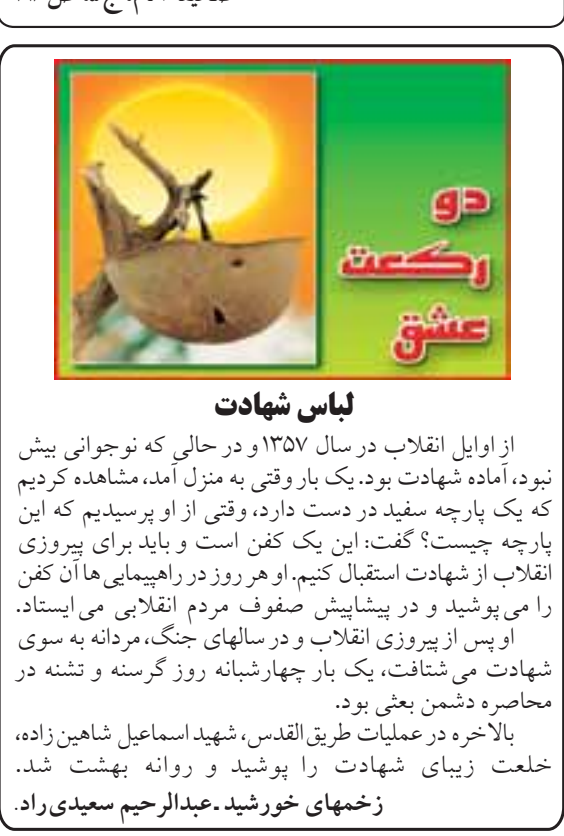 دو
رکعت
عشق
لباس شهادت
از اوایل انقلاب در سال ۱۳۵۷و در حالی که نوجوانی بیش
نبود، آماده شهادت بود. یک بار وقتی به منزل آمد، مشاهده کردیم
که یک پارچه سفید در دست دارد، وقتی از او پرسیدیم که این
پارچه چیست؟ گفت: این یک کفن است و باید برای پیروزی
انقلاب از شهادت استقبال کنیم. او هر روز در راهپیمایی ها آن کفن
را می‌پوشید و در پیشاپیش صفوف مردم انقلابی می ایستاد.
او پس از پیروزی انقلاب و در سالهای جنگ، مردانه به سوی
شهادت می شتافت، یک بار چهارشبانه روز گرسنه و تشنه در
محاصره دشمن بعثی بود.
بالاخره در عملیات طریق القدس، شهید اسماعیل شاهین زاده،
خلعت زیبای شهادت را پوشید و روانه بهشت شد.
زخمهای خورشید ـ عبدالرحیم سعیدی راد.